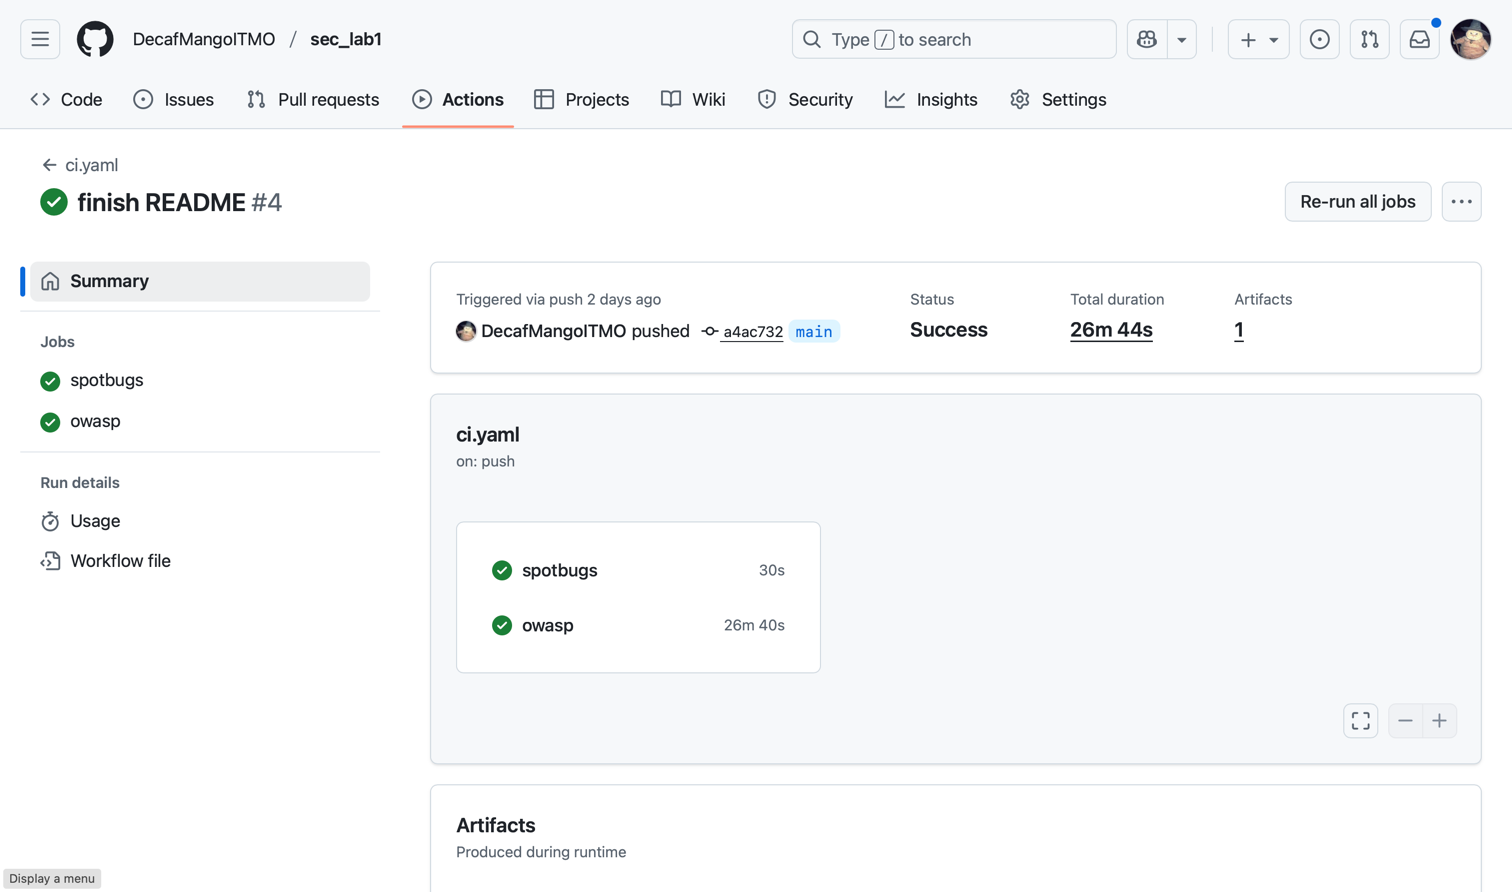 DecafMangoITMO / sec_lab1
Type / to search
Code Issues Pull requests Actions Projects Wiki Security Insights Settings
ci.yaml
finish README #4
Re-run all jobs
Summary
Jobs
spotbugs
owasp
Run details
Usage
Workflow file
Triggered via push 2 days ago
DecafMangoITMO pushed a4ac732 main
Status
Success
Total duration
26m 44s
Artifacts
1
ci.yaml
on: push
spotbugs 30s
owasp 26m 40s
Artifacts
Produced during runtime
Display a menu